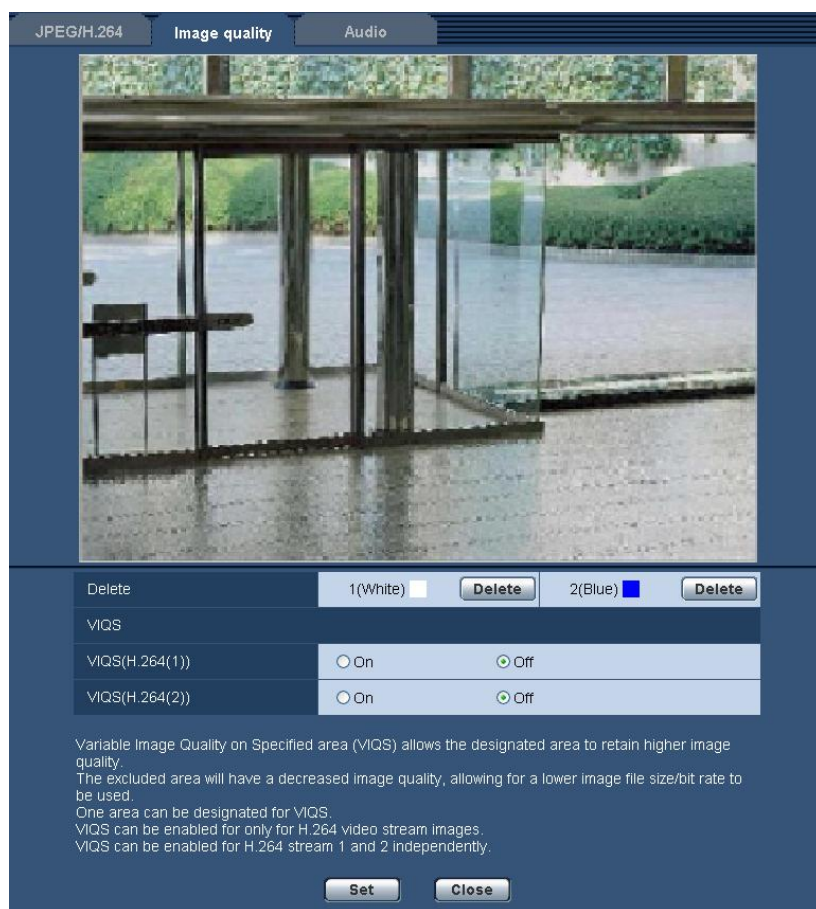 JPEG/H.264 Image quality Audio
Delete 1(White) Delete 2(Blue) Delete
VIQS
VIQS(H.264(1)) On Off
VIQS(H.264(2)) On Off
Variable Image Quality on Specified area (VIQS) allows the designated area to retain higher image
quality.
The excluded area will have a decreased image quality, allowing for a lower image file size/bit rate to
be used.
One area can be designated for VIQS.
VIQS can be enabled for only for H.264 video stream images.
VIQS can be enabled for H.264 stream 1 and 2 independently.
Set Close